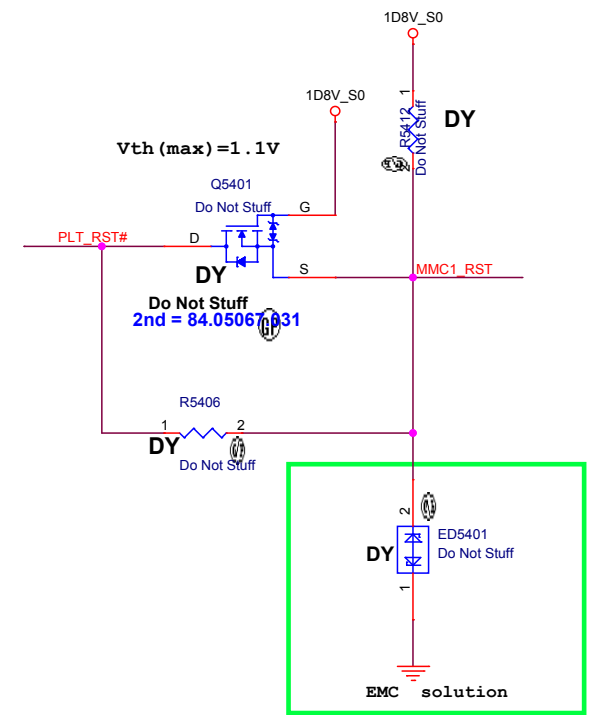 1D8V_S0
1
R5412
Do Not Stuff
DY
2
1D8V_S0
Vth(max)=1.1V
Q5401
Do Not Stuff
G
PLT_RST#
D
S
MMC1_RST
DY
Do Not Stuff
2nd = 84.05067.031
GP
R5406
1
2
DY
Do Not Stuff
2
ED5401
Do Not Stuff
DY
1
EMC solution